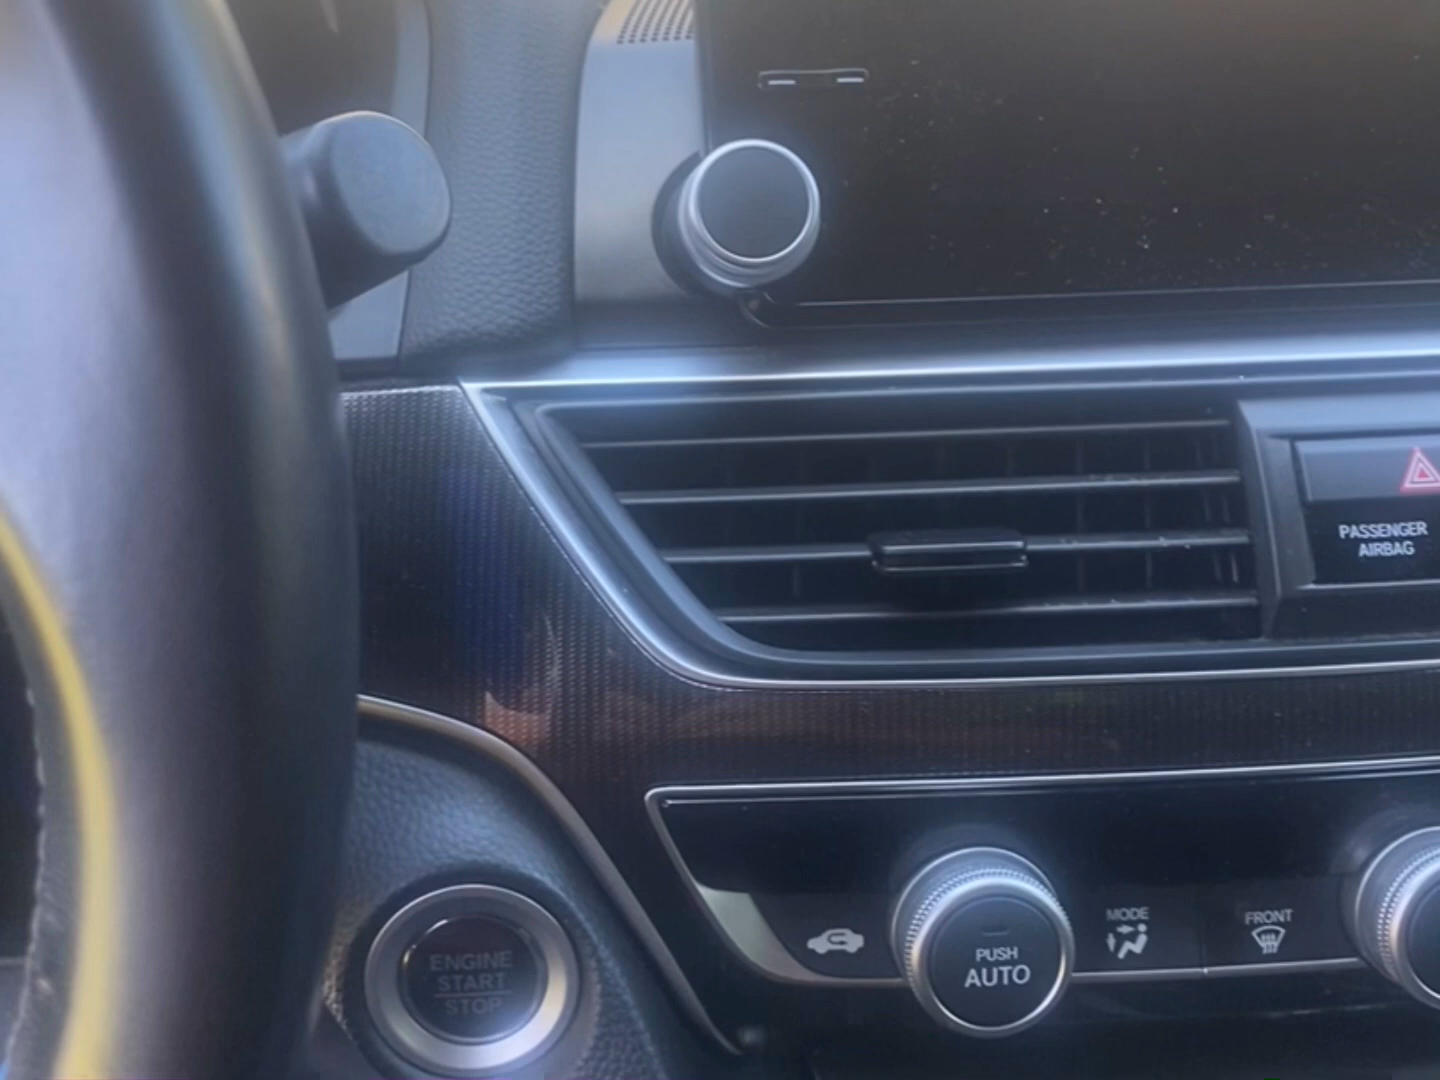 PASSENGER
AIRBAG
MODE
FRONT
PUSH
AUTO
ENGINE
START
STOP